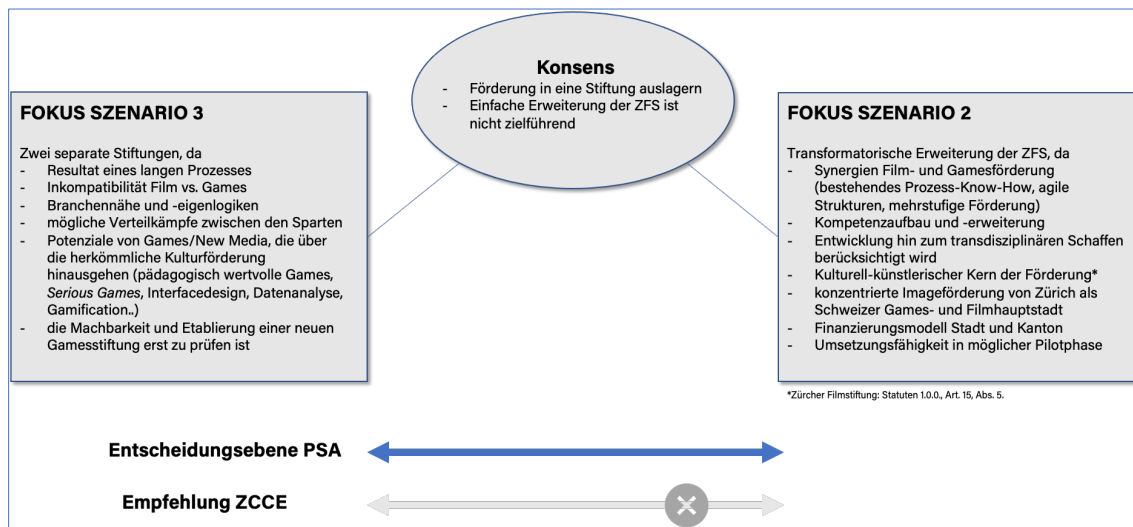 Konsens
- Förderung in eine Stiftung auslagern
- Einfache Erweiterung der ZFS ist
nicht zielführend
FOKUS SZENARIO 3
Zwei separate Stiftungen, da
- Resultat eines langen Prozesses
- Inkompatibilität Film vs. Games
- Branchennähe und -eigenlogiken
- mögliche Verteilkämpfe zwischen den Sparten
- Potenziale von Games/New Media, die über
die herkömmliche Kulturförderung
hinausgehen (pädagogisch wertvolle Games,
Serious Games, Interfacedesign, Datenanalyse,
Gamification..)
- die Machbarkeit und Etablierung einer neuen
Gamesstiftung erst zu prüfen ist
FOKUS SZENARIO 2
Transformatorische Erweiterung der ZFS, da
- Synergien Film- und Gamesförderung
(bestehendes Prozess-Know-How, agile
Strukturen, mehrstufige Förderung)
- Kompetenzaufbau und -erweiterung
- Entwicklung hin zum transdisziplinären Schaffen
berücksichtigt wird
- Kulturell-künstlerischer Kern der Förderung*
- konzentrierte Imageförderung von Zürich als
Schweizer Games- und Filmhauptstadt
- Finanzierungsmodell Stadt und Kanton
- Umsetzungsfähigkeit in möglicher Pilotphase
*Zürcher Filmstiftung: Statuten 1.0.0., Art. 15, Abs. 5.
Entscheidungsebene PSA
Empfehlung ZCCE